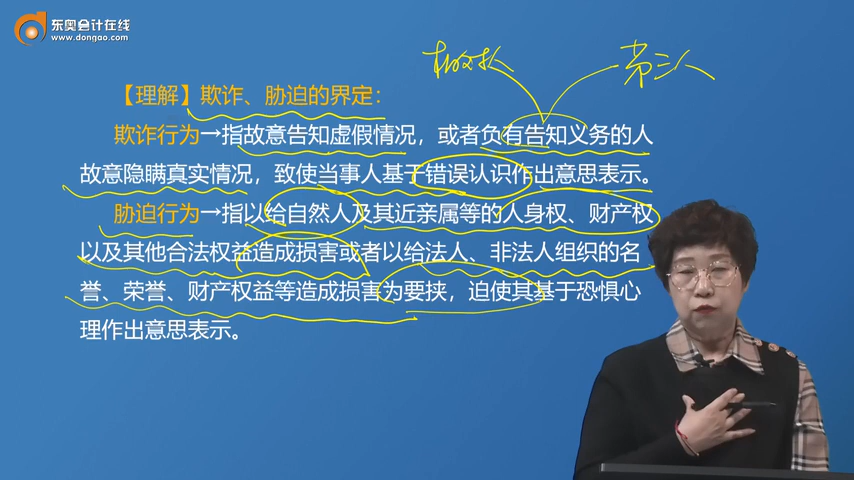 东奥会计在线
www.dongao.com
相对人 第三人
【理解】欺诈、胁迫的界定：
欺诈行为→指故意告知虚假情况，或者负有告知义务的人
故意隐瞒真实情况，致使当事人基于错误认识作出意思表示。
胁迫行为→指以给自然人及其近亲属等的人身权、财产权
以及其他合法权益造成损害或者以给法人、非法人组织的名
誉、荣誉、财产权益等造成损害为要挟，迫使其基于恐惧心
理作出意思表示。